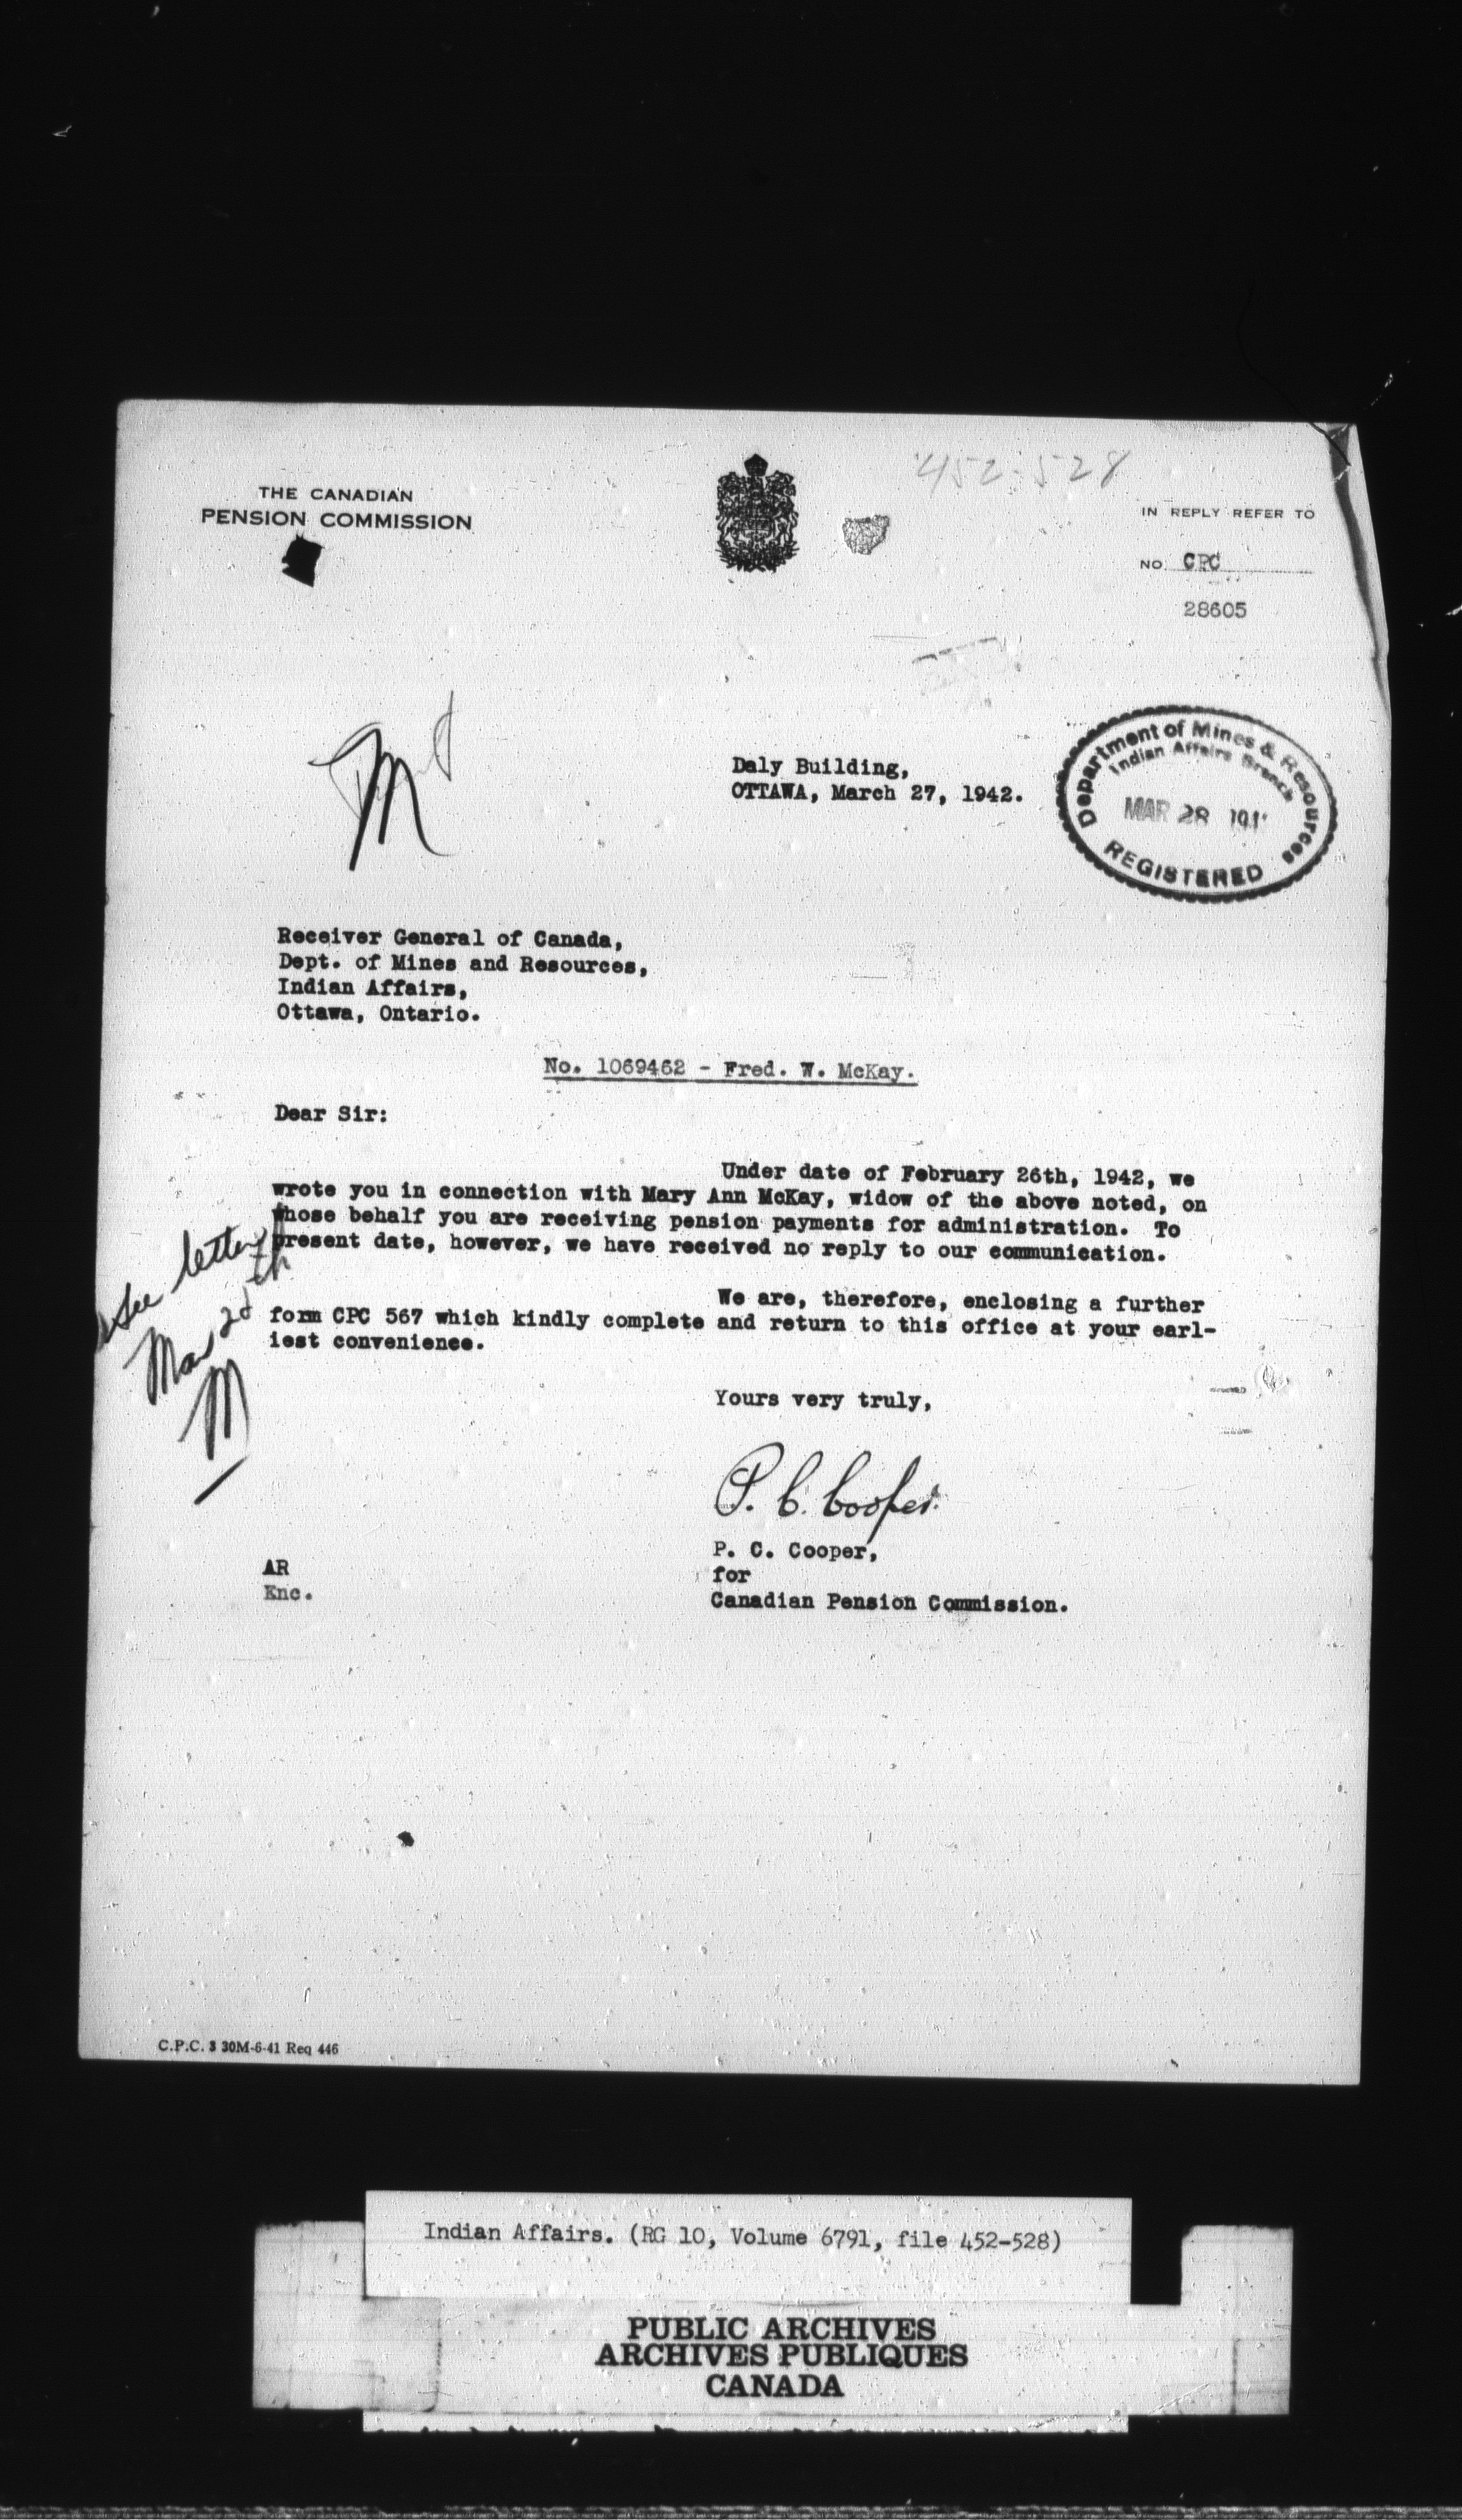 452-528
THE CANADIAN
PENSION COMMISSION
IN REPLY REFER TO
NO. CPC
28605
Daly Building,
OTTAWA, March 27, 1942.
Department of Mines & Resources
Indian Affairs Branch
MAR 28
REGISTERED
Receiver General of Canada,
Dept. of Mines and Resources,
Indian Affairs,
Ottawa, Ontario.
No. 1069462 - Fred. W. McKay.
Dear Sir:
Under date of February 26th, 1942, we
wrote you in connection with Mary Ann McKay, widow of the above noted, on
whose behalf you are receiving pension payments for administration. To
present date, however, we have received no reply to our communication.
See letter
Mar
M
We are, therefore, enclosing a further
form CPC 567 which kindly complete and return to this office at your earl-
iest convenience.
Yours very truly,
P. C. Cooper.
P. C. Cooper,
for
Canadian Pension Commission.
AR
Enc.
C.P.C. 3 30M-6-41 Req 446
Indian Affairs. (RG 10, Volume 6791, file 452-528)
PUBLIC ARCHIVES
ARCHIVES PUBLIQUES
CANADA